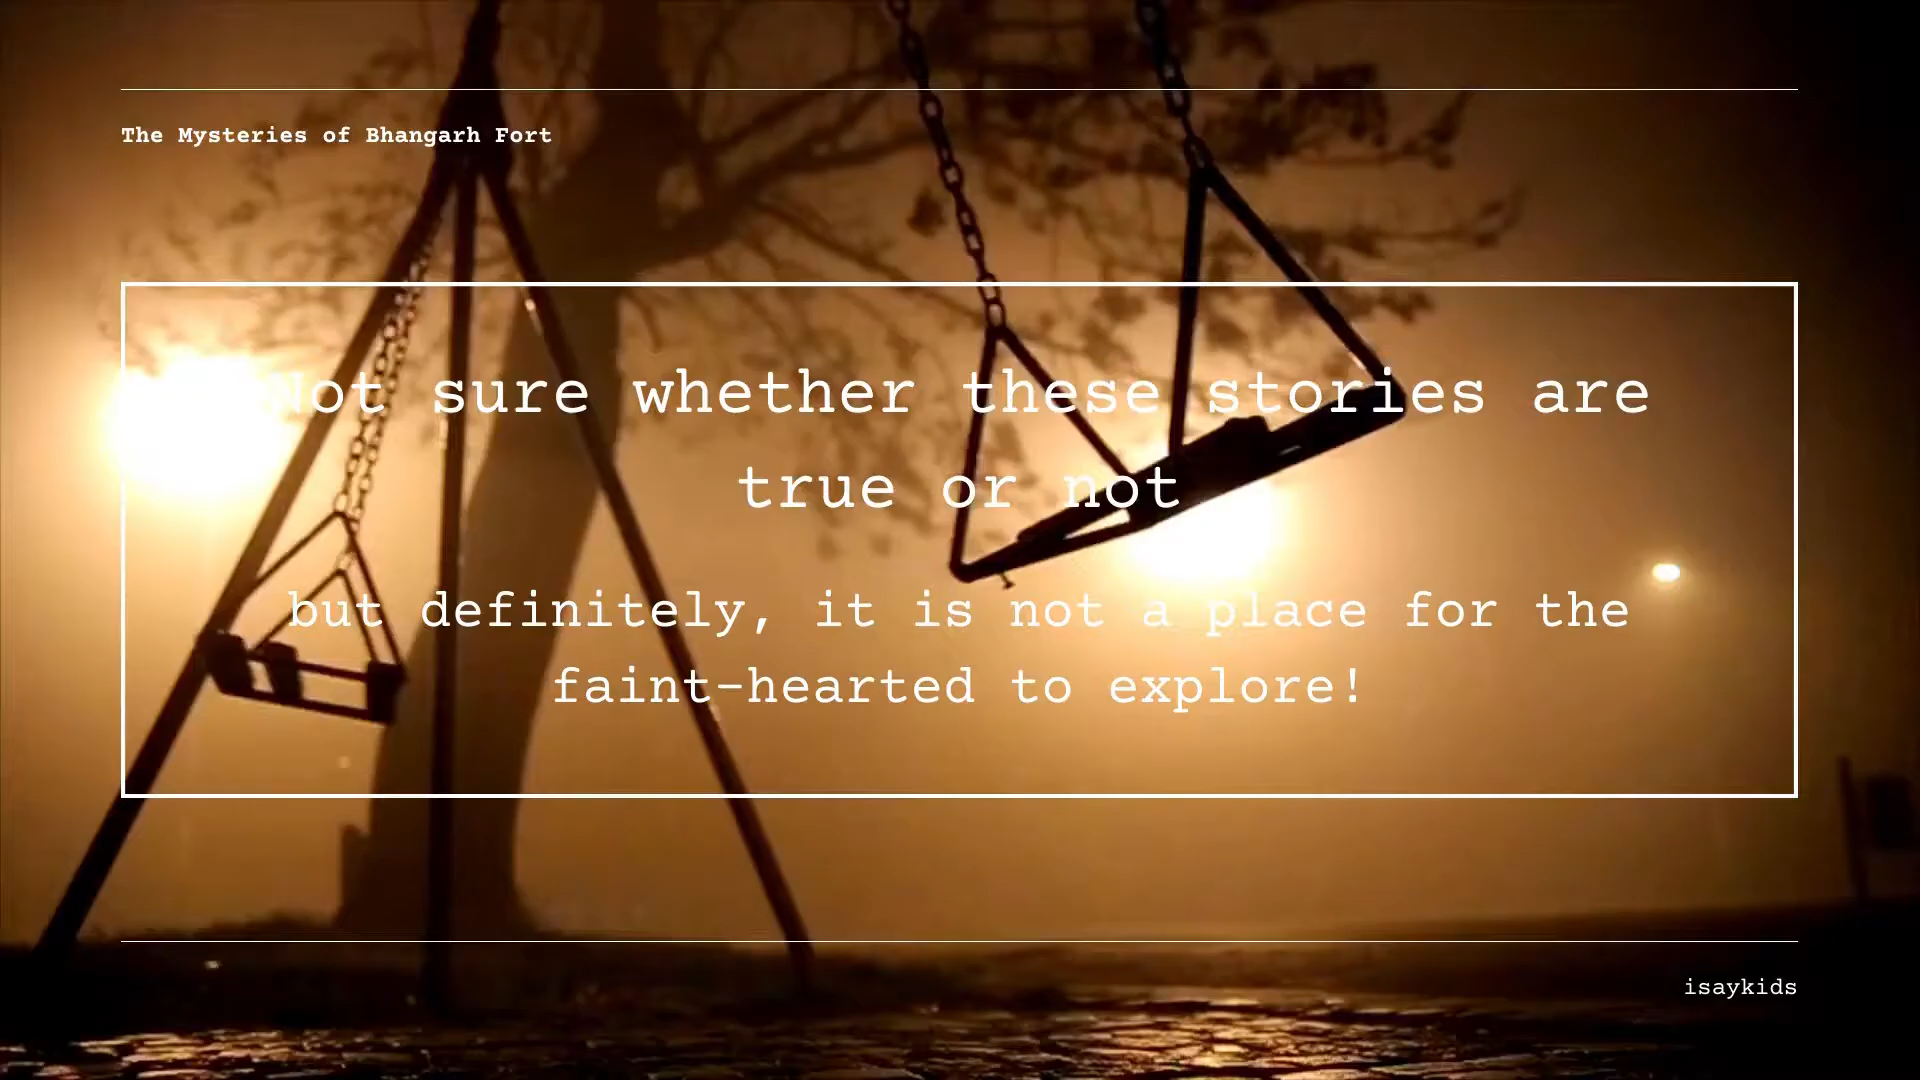 The Mysteries of Bhangarh Fort
Not sure whether these stories are
true or not
but definitely, it is not a place for the
faint-hearted to explore!
isaykids